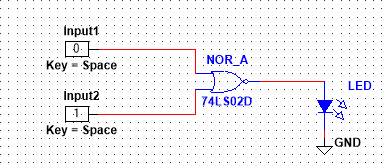 Input1
0
Key = Space
NOR_A
74LS02D
LED
Input2
1
Key = Space
GND